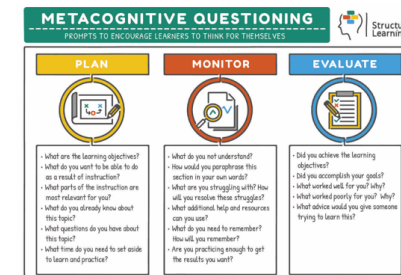 METACOGNITIVE QUESTIONING
PROMPTS TO ENCOURAGE LEARNERS TO THINK FOR THEMSELVES
Structu
Learnin
PLAN
• What are the learning objectives?
• What do you want to be able to do
as a result of instruction?
• What parts of the instruction are
most relevant for you?
• What do you already know about
this topic?
• What questions do you have about
this topic?
• What time do you need to set aside
to learn and practice?
MONITOR
• What do you not understand?
• How would you paraphrase this
section in your own words?
• What are you struggling with? How
will you resolve these struggles?
• What additional help and resources
can you use?
• What do you need to remember?
How will you remember?
• Are you practicing enough to get
the results you want?
EVALUATE
• Did you achieve the learning
objectives?
• Did you accomplish your goals?
• What worked well for you? Why?
• What worked poorly for you? Why?
• What advice would you give someone
trying to learn this?